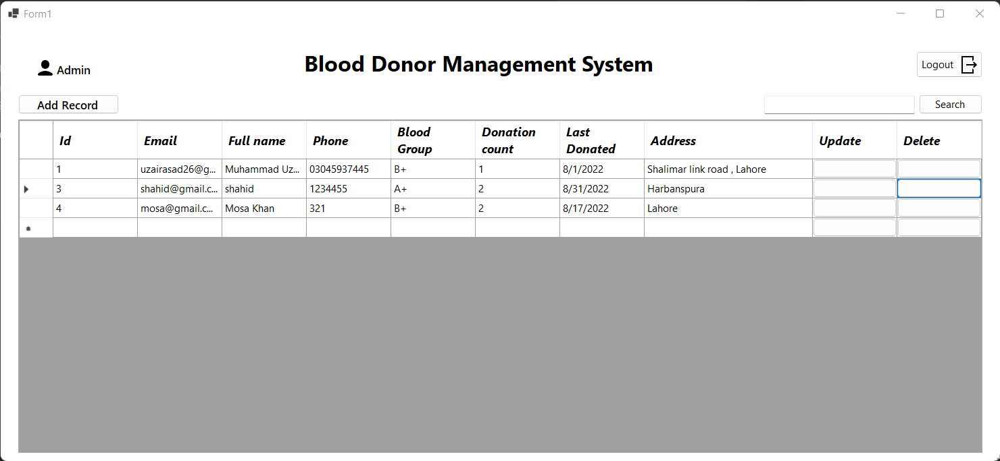 Form1
Admin
Blood Donor Management System
Logout
Add Record
Search
Id Email Full name Phone Blood Group Donation count Last Donated Address Update Delete
1 uzairasad26@g... Muhammad Uz... 03045937445 B+ 1 8/1/2022 Shalimar link road , Lahore
3 shahid@gmail.c... shahid 1234455 A+ 2 8/31/2022 Harbanspura
4 mosa@gmail.c... Mosa Khan 321 B+ 2 8/17/2022 Lahore